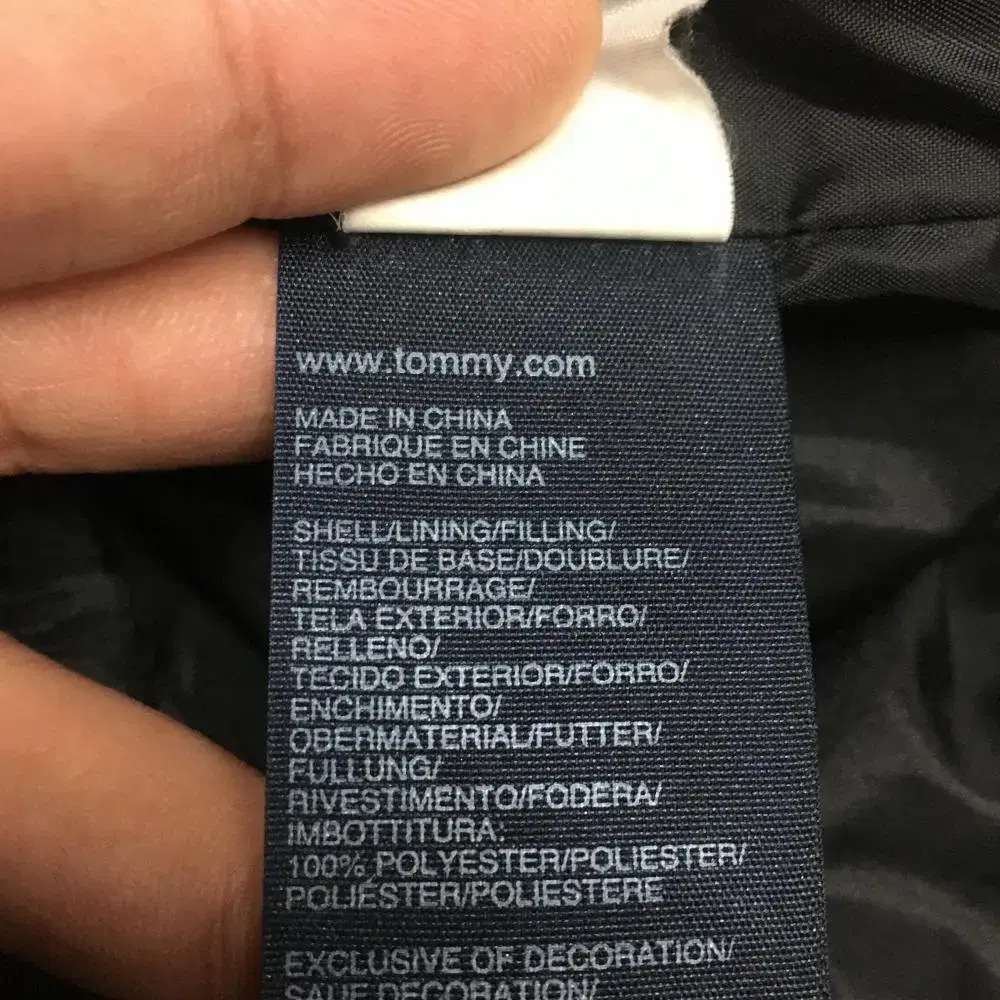 www.tommy.com
MADE IN CHINA
FABRIQUE EN CHINE
HECHO EN CHINA
SHELL/LINING/FILLING/
TISSU DE BASE/DOUBLURE/
REMBOURRAGE/
TELA EXTERIOR/FORRO/
RELLENO/
TECIDO EXTERIOR/FORRO/
ENCHIMENTO/
OBERMATERIAL/FUTTER/
FULLUNG/
RIVESTIMENTO/FODERA/
IMBOTTITURA:
100% POLYESTER/POLIESTER/
POLIÉSTER/POLIESTERE
EXCLUSIVE OF DECORATION/
SAUF DECORATION/